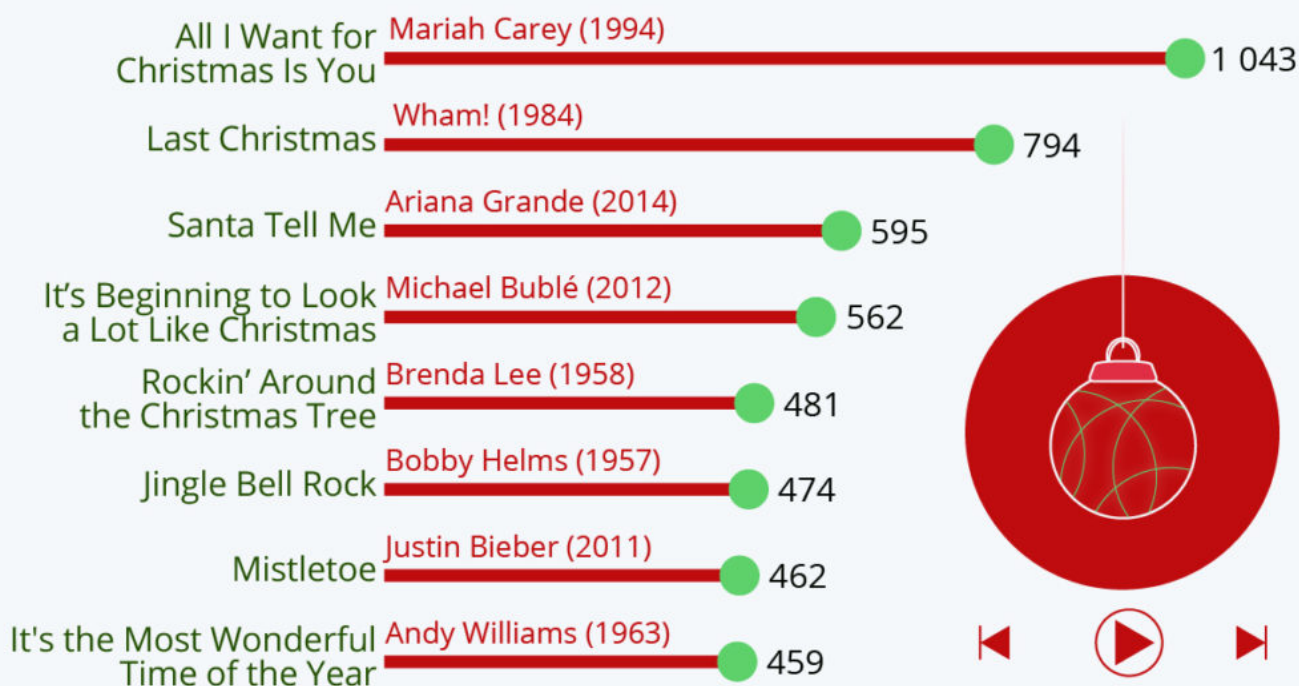 All I Want for
Christmas Is You
Mariah Carey (1994)
1 043
Last Christmas
Wham! (1984)
794
Santa Tell Me
Ariana Grande (2014)
595
It’s Beginning to Look
a Lot Like Christmas
Michael Bublé (2012)
562
Rockin’ Around
the Christmas Tree
Brenda Lee (1958)
481
Jingle Bell Rock
Bobby Helms (1957)
474
Mistletoe
Justin Bieber (2011)
462
It's the Most Wonderful
Time of the Year
Andy Williams (1963)
459